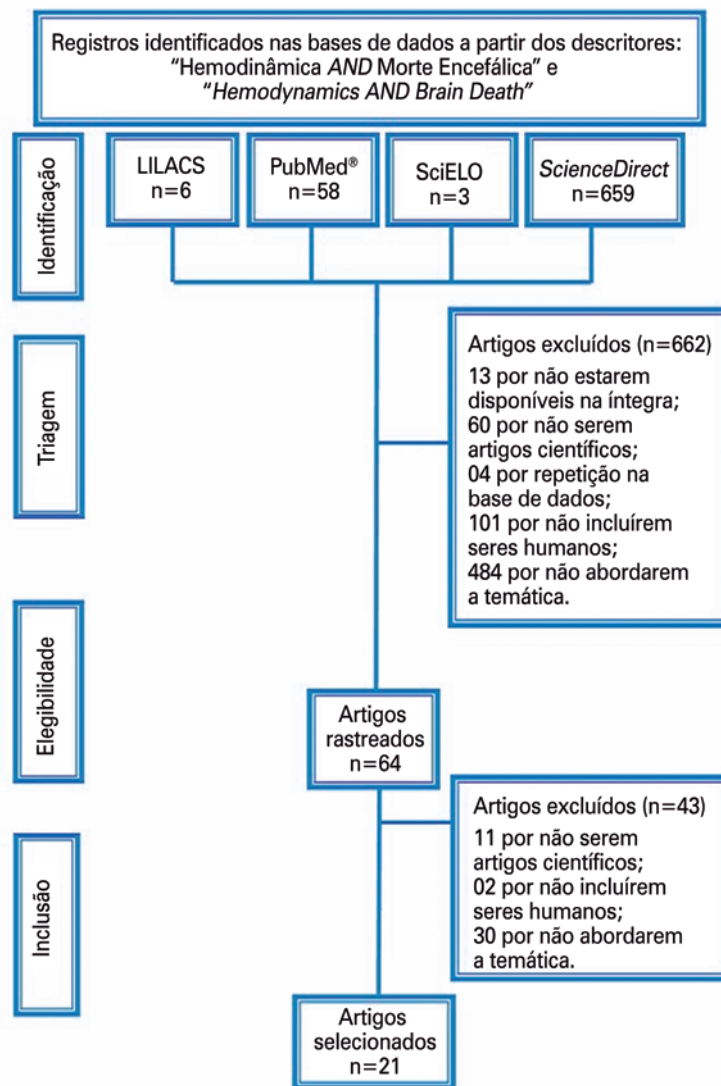 Registros identificados nas bases de dados a partir dos descritores:
“Hemodinâmica AND Morte Encefálica” e
“Hemodynamics AND Brain Death”
Identificação
LILACS
n=6
PubMed®
n=58
SciELO
n=3
ScienceDirect
n=659
Triagem
Artigos excluídos (n=662)
13 por não estarem
disponíveis na íntegra;
60 por não serem
artigos científicos;
04 por repetição na
base de dados;
101 por não incluírem
seres humanos;
484 por não abordarem
a temática.
Elegibilidade
Artigos
rastreados
n=64
Artigos excluídos (n=43)
11 por não serem
artigos científicos;
02 por não incluírem
seres humanos;
30 por não abordarem
a temática.
Inclusão
Artigos
selecionados
n=21